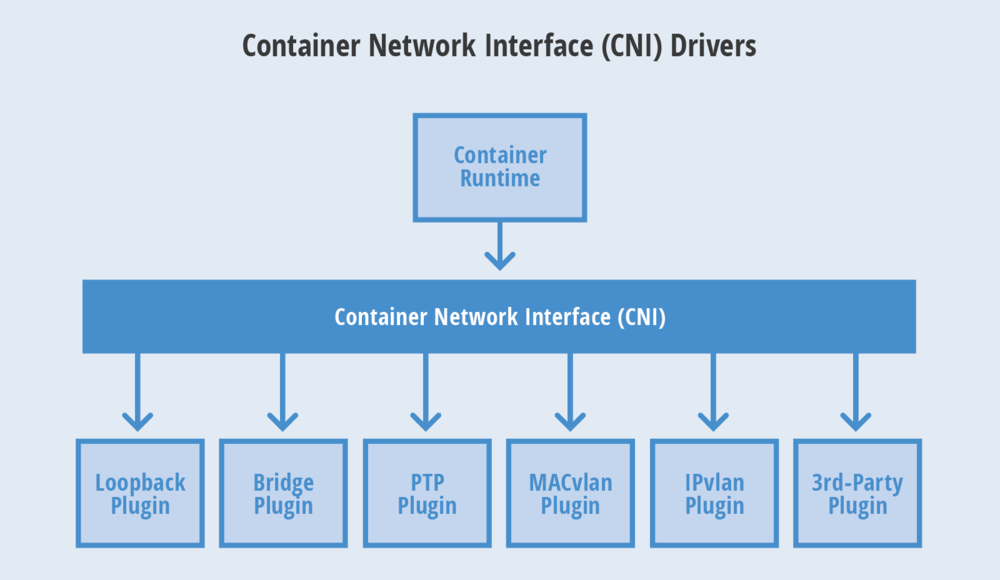 Container Network Interface (CNI) Drivers
Container
Runtime
Container Network Interface (CNI)
Loopback
Plugin
Bridge
Plugin
PTP
Plugin
MACvlan
Plugin
IPvlan
Plugin
3rd-Party
Plugin